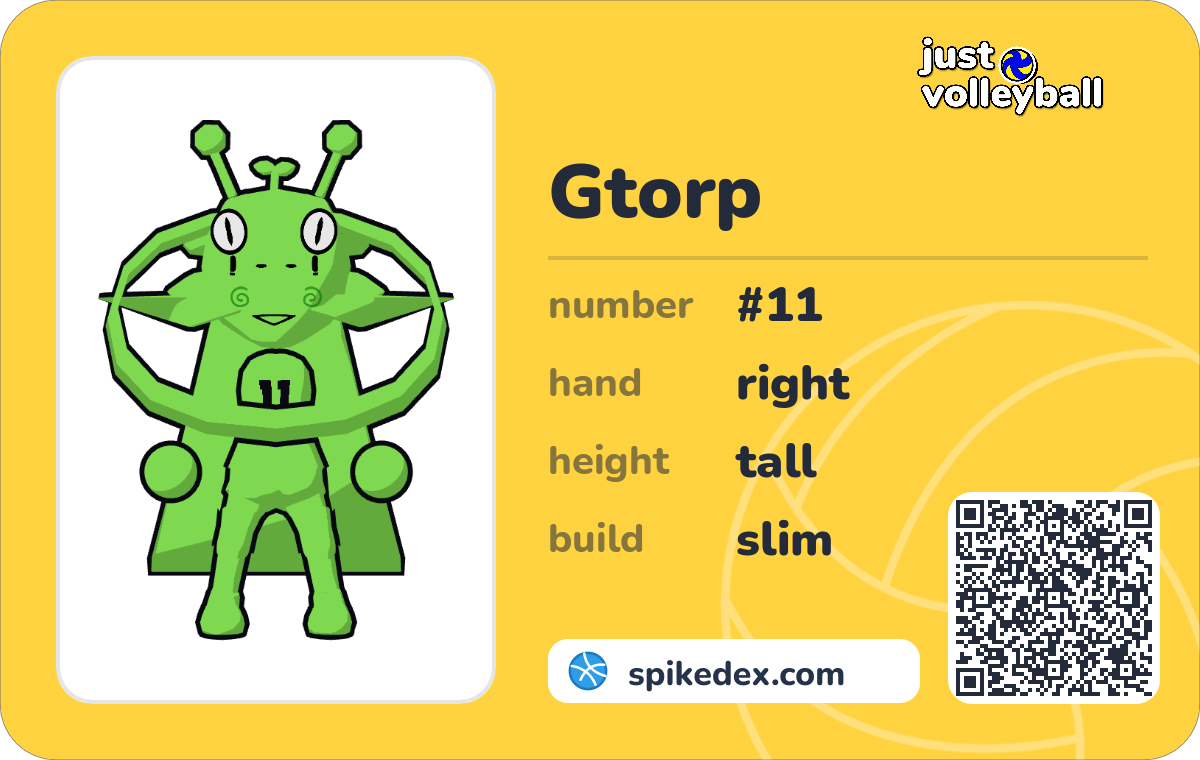 just
volleyball
Gtorp
number #11
hand right
height tall
build slim
11
spikedex.com